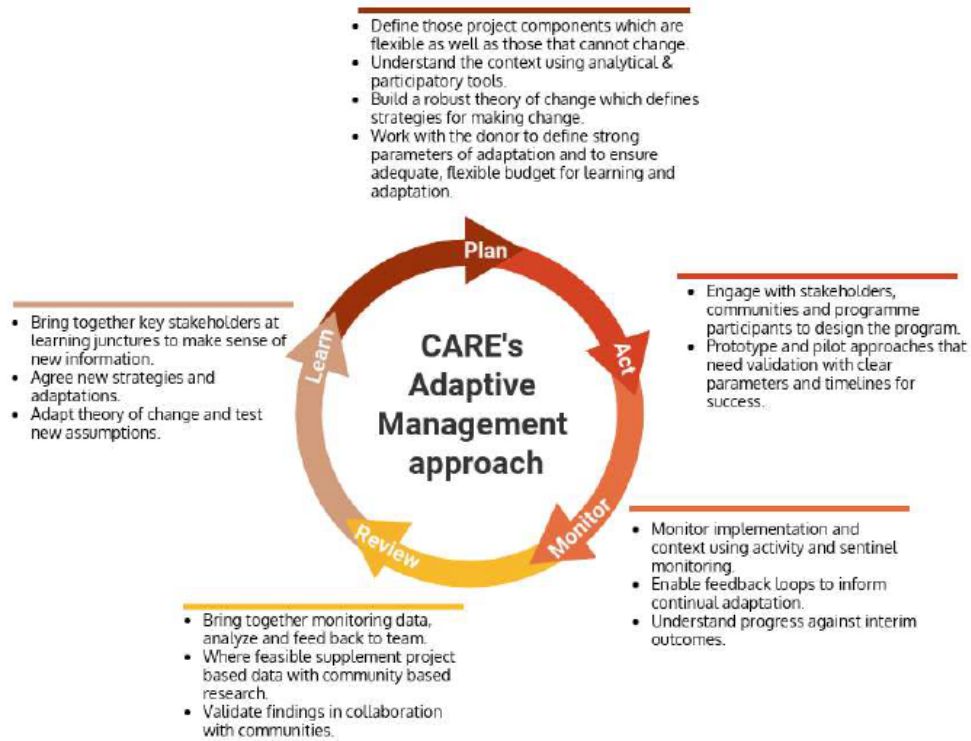 • Define those project components which are
flexible as well as those that cannot change.
• Understand the context using analytical &
participatory tools.
• Build a robust theory of change which defines
strategies for making change.
• Work with the donor to define strong
parameters of adaptation and to ensure
adequate, flexible budget for learning and
adaptation.
Plan
• Engage with stakeholders,
communities and programme
participants to design the program.
• Prototype and pilot approaches that
need validation with clear
parameters and timelines for
success.
Act
• Monitor implementation and
context using activity and sentinel
monitoring.
• Enable feedback loops to inform
continual adaptation.
• Understand progress against interim
outcomes.
Monitor
• Bring together monitoring data,
analyze and feed back to team.
• Where feasible supplement project
based data with community based
research.
• Validate findings in collaboration
with communities.
Review
• Bring together key stakeholders at
learning junctures to make sense of
new information.
• Agree new strategies and
adaptations.
• Adapt theory of change and test
new assumptions.
Learn
CARE's
Adaptive
Management
approach